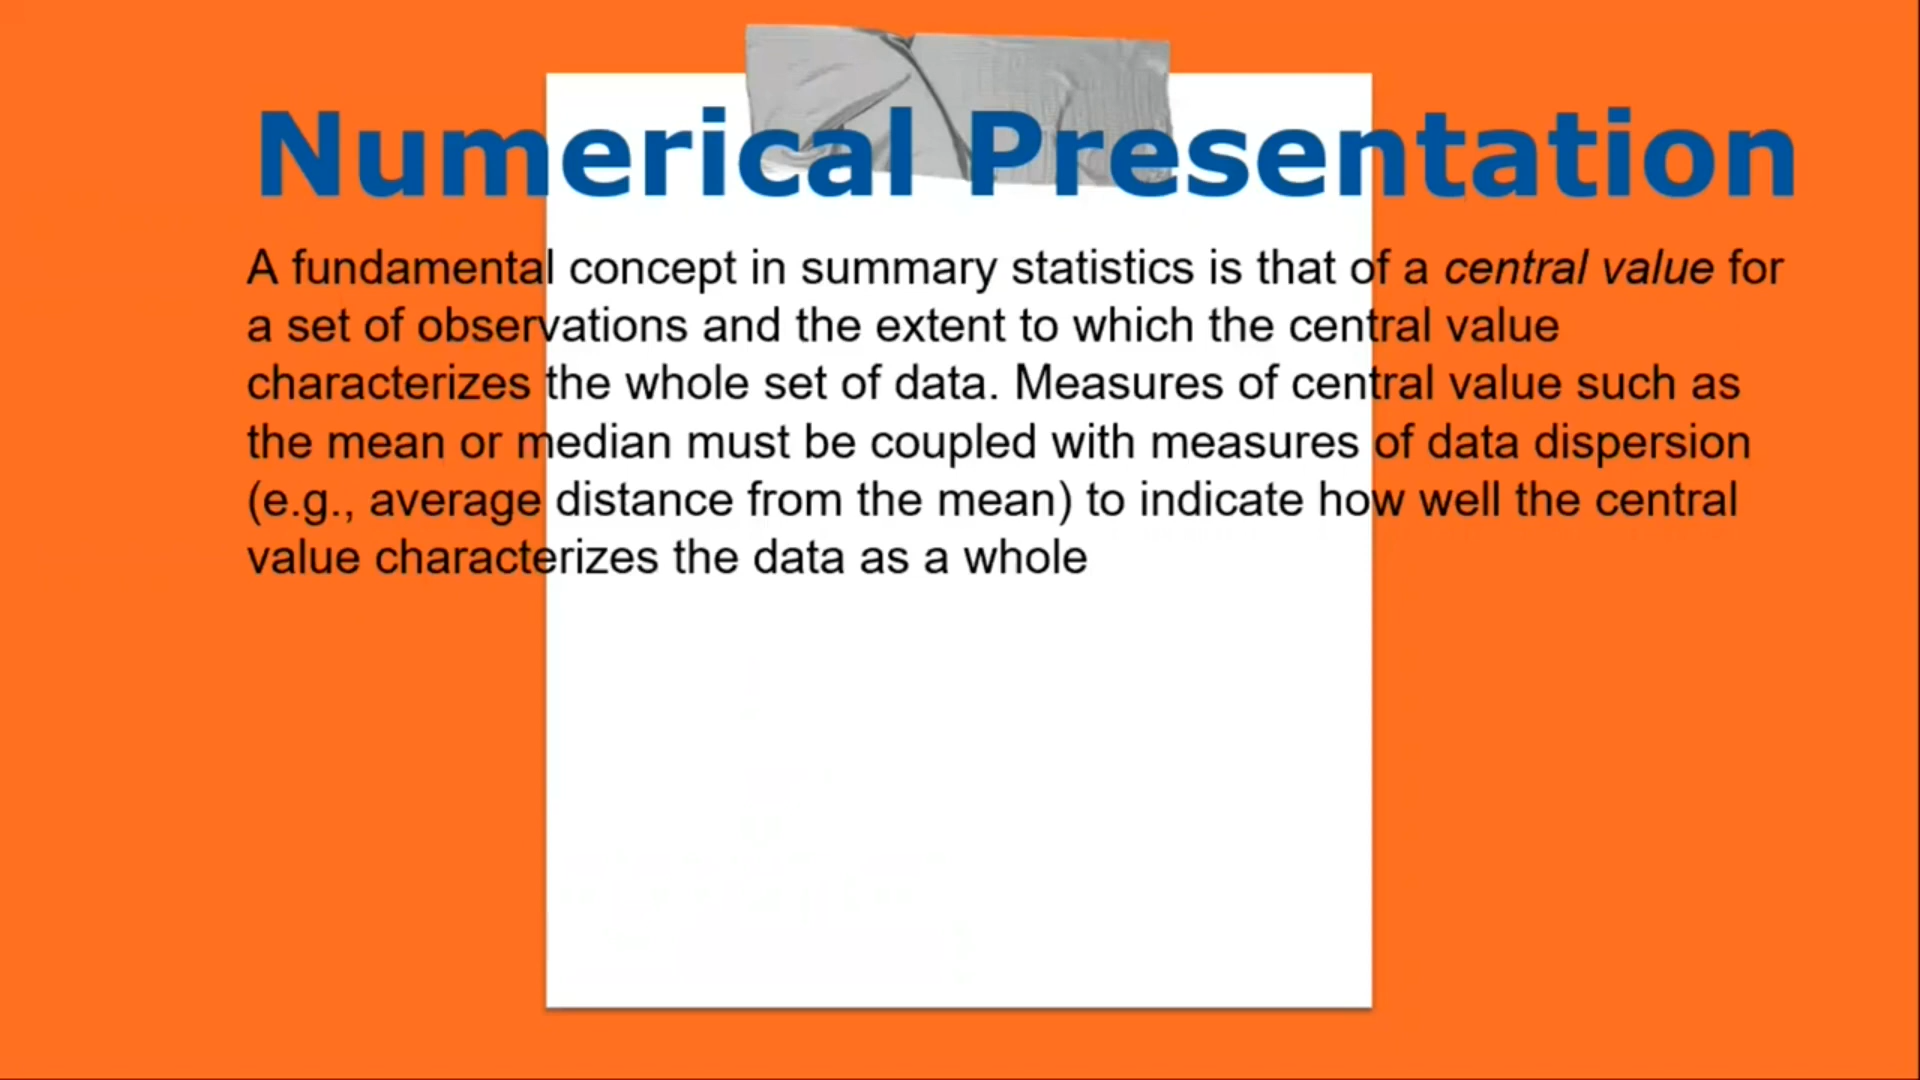 Numerical Presentation
A fundamental concept in summary statistics is that of a central value for
a set of observations and the extent to which the central value
characterizes the whole set of data. Measures of central value such as
the mean or median must be coupled with measures of data dispersion
(e.g., average distance from the mean) to indicate how well the central
value characterizes the data as a whole